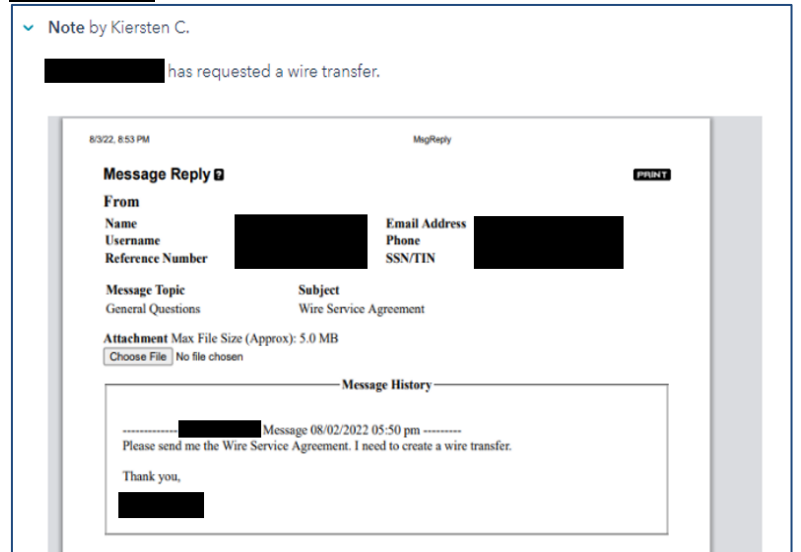 Note by Kiersten C.
has requested a wire transfer.
8/3/22, 8:53 PM MsgReply
Message Reply ? PRINT
From
Name Email Address
Username Phone
Reference Number SSN/TIN
Message Topic Subject
General Questions Wire Service Agreement
Attachment Max File Size (Approx): 5.0 MB
Choose File No file chosen
Message History
------------- Message 08/02/2022 05:50 pm ---------
Please send me the Wire Service Agreement. I need to create a wire transfer.
Thank you,